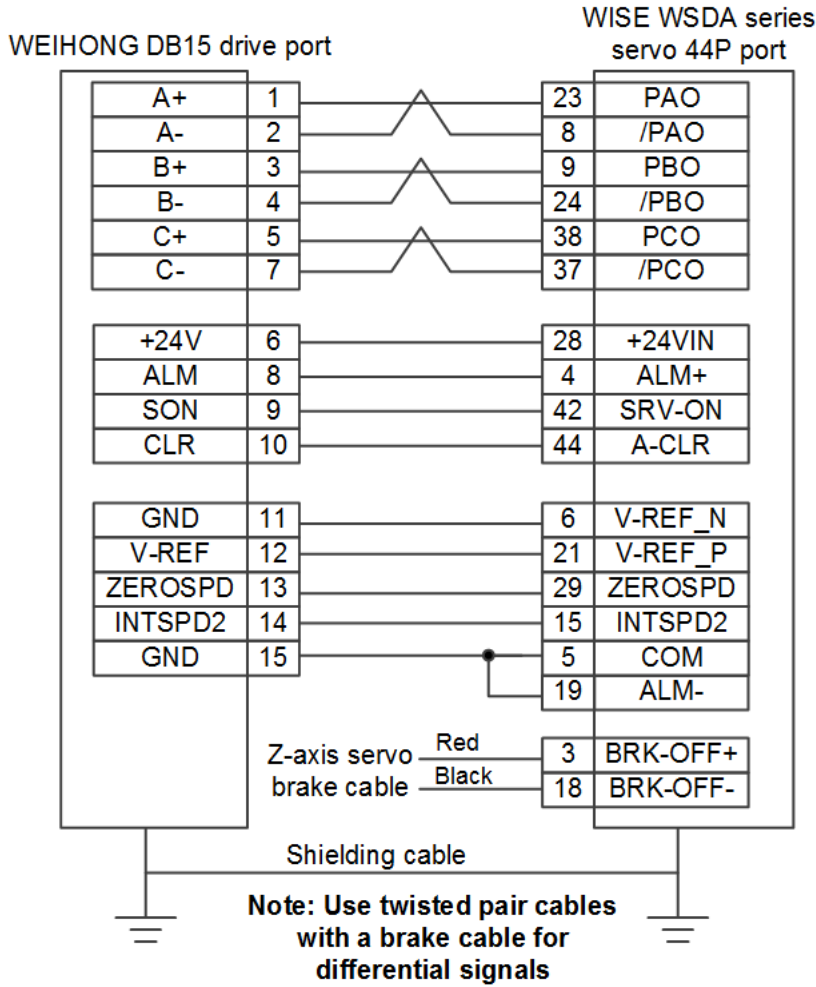 WEIHONG DB15 drive port
WISE WSDA series
servo 44P port
A+ 1 23 PAO
A- 2 8 /PAO
B+ 3 9 PBO
B- 4 24 /PBO
C+ 5 38 PCO
C- 7 37 /PCO
+24V 6 28 +24VIN
ALM 8 4 ALM+
SON 9 42 SRV-ON
CLR 10 44 A-CLR
GND 11 6 V-REF_N
V-REF 12 21 V-REF_P
ZEROSPD 13 29 ZEROSPD
INTSPD2 14 15 INTSPD2
GND 15 5 COM
19 ALM-
Z-axis servo Red 3 BRK-OFF+
brake cable Black 18 BRK-OFF-
Shielding cable
Note: Use twisted pair cables
with a brake cable for
differential signals